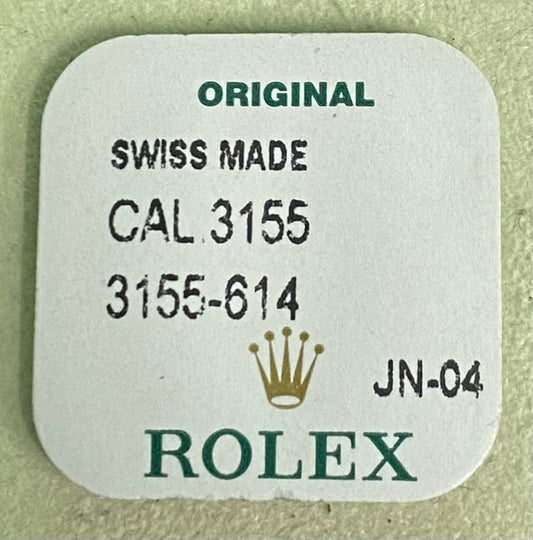 ORIGINAL
SWISS MADE
CAL.3155
3155-614
JN-04
ROLEX